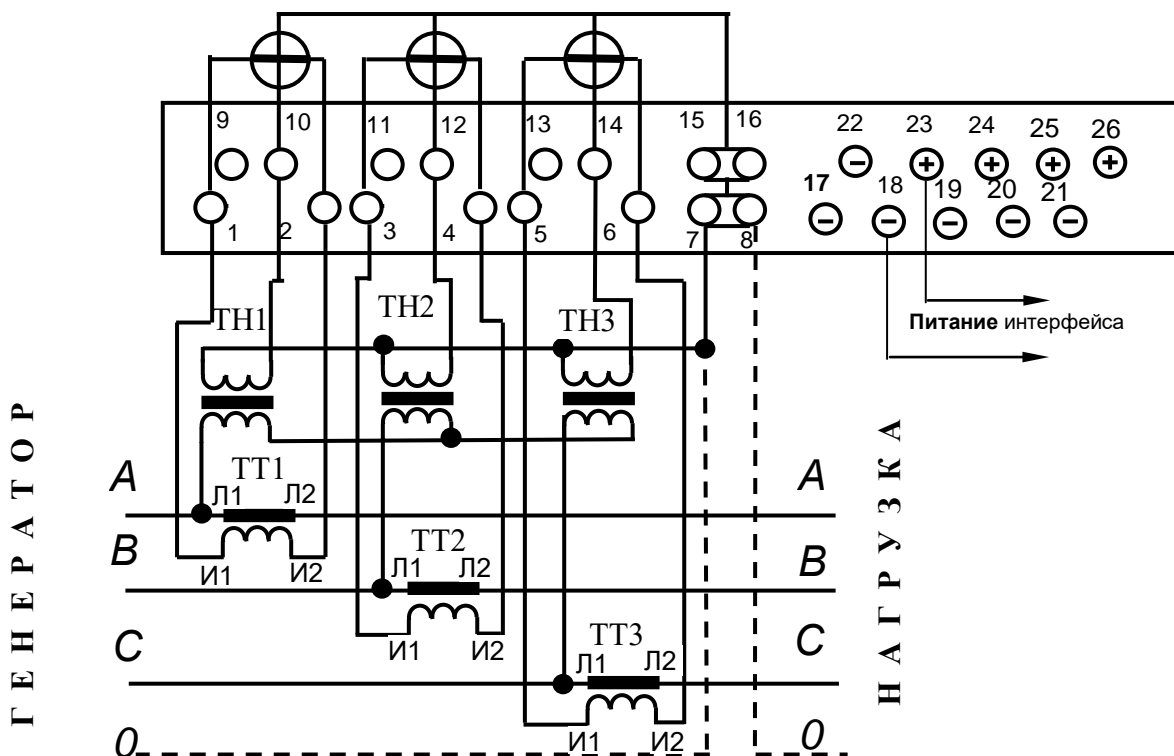 9 10 11 12 13 14 15 16
22 23 24 25 26
17 18 19 20 21
1 2 3 4 5 6 7 8
Питание интерфейса
ТН1 ТН2 ТН3
ГЕНЕРАТОР
НАГРУЗКА
A ТТ1 A
Л1 Л2
B ТТ2 B
И1 И2 Л1 Л2
C ТТ3 C
И1 И2 Л1 Л2
0 И1 И2 0